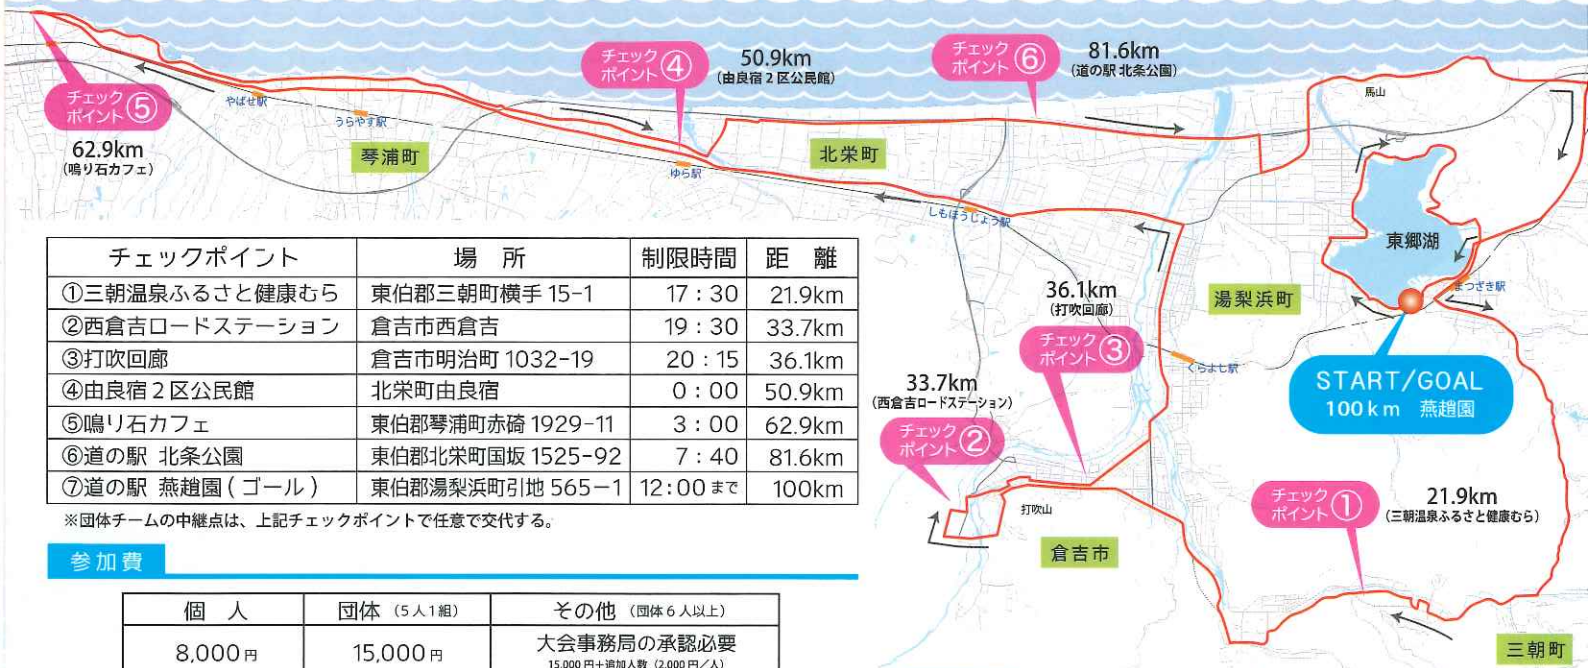 チェックポイント④
50.9km
(由良宿２区公民館)
チェックポイント⑥
81.6km
(道の駅 北条公園)
チェックポイント⑤
62.9km
(鳴り石カフェ)
やばせ駅
うらやす駅
琴浦町
ゆら駅
北栄町
しもほうじょう駅
馬山
東郷湖
まつざき駅
湯梨浜町
くらよし駅
START/GOAL
100km 燕趙園
36.1km
(打吹回廊)
チェックポイント③
33.7km
(西倉吉ロードステーション)
チェックポイント②
打吹山
倉吉市
チェックポイント①
21.9km
(三朝温泉ふるさと健康むら)
三朝町
チェックポイント 場 所 制限時間 距 離
①三朝温泉ふるさと健康むら 東伯郡三朝町横手 15-1 17：30 21.9km
②西倉吉ロードステーション 倉吉市西倉吉 19：30 33.7km
③打吹回廊 倉吉市明治町 1032-19 20：15 36.1km
④由良宿２区公民館 北栄町由良宿 0：00 50.9km
⑤鳴り石カフェ 東伯郡琴浦町赤碕 1929-11 3：00 62.9km
⑥道の駅 北条公園 東伯郡北栄町国坂 1525-92 7：40 81.6km
⑦道の駅 燕趙園 ( ゴール ) 東伯郡湯梨浜町引地 565−1 12:00 まで 100km
※団体チームの中継点は、上記チェックポイントで任意で交代する。
参加費
個 人 団体（5人1組） その他（団体６人以上）
8,000円 15,000円 大会事務局の承認必要
15,000円＋追加人数（2,000円／人）